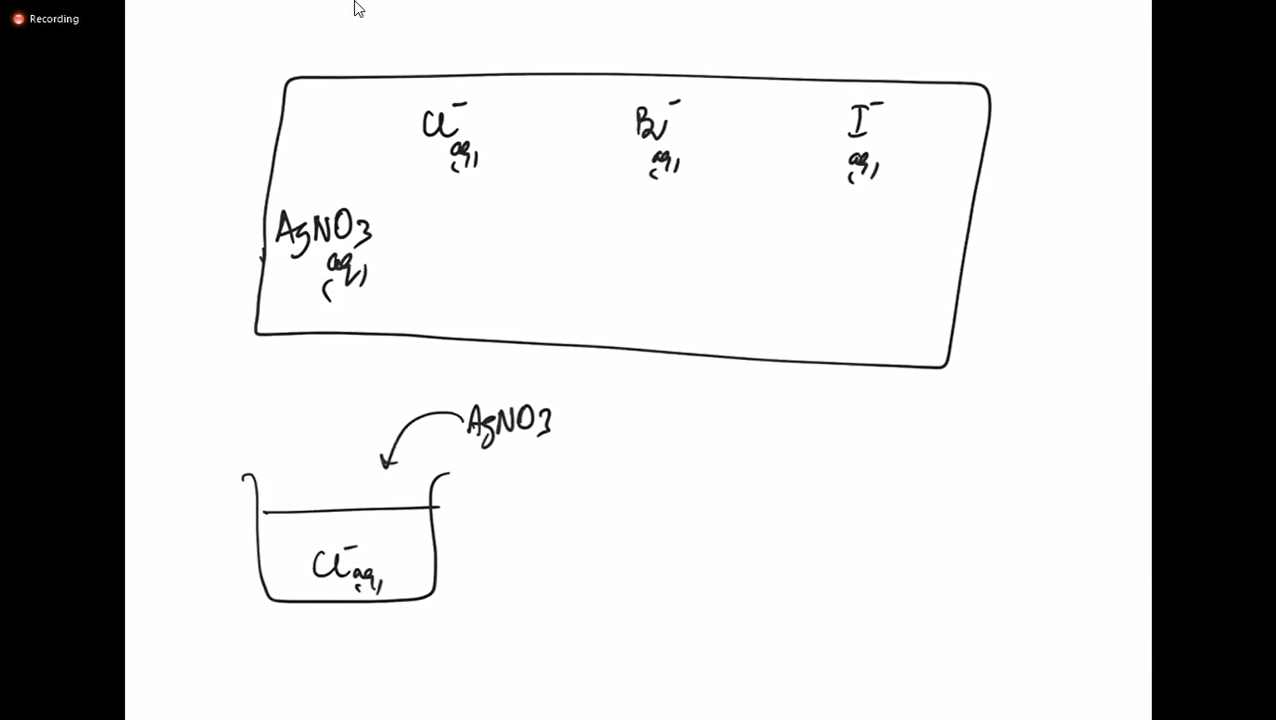 Recording
Cl⁻(aq) Br⁻(aq) I⁻(aq)
AgNO3(aq)
AgNO3
Cl⁻(aq)